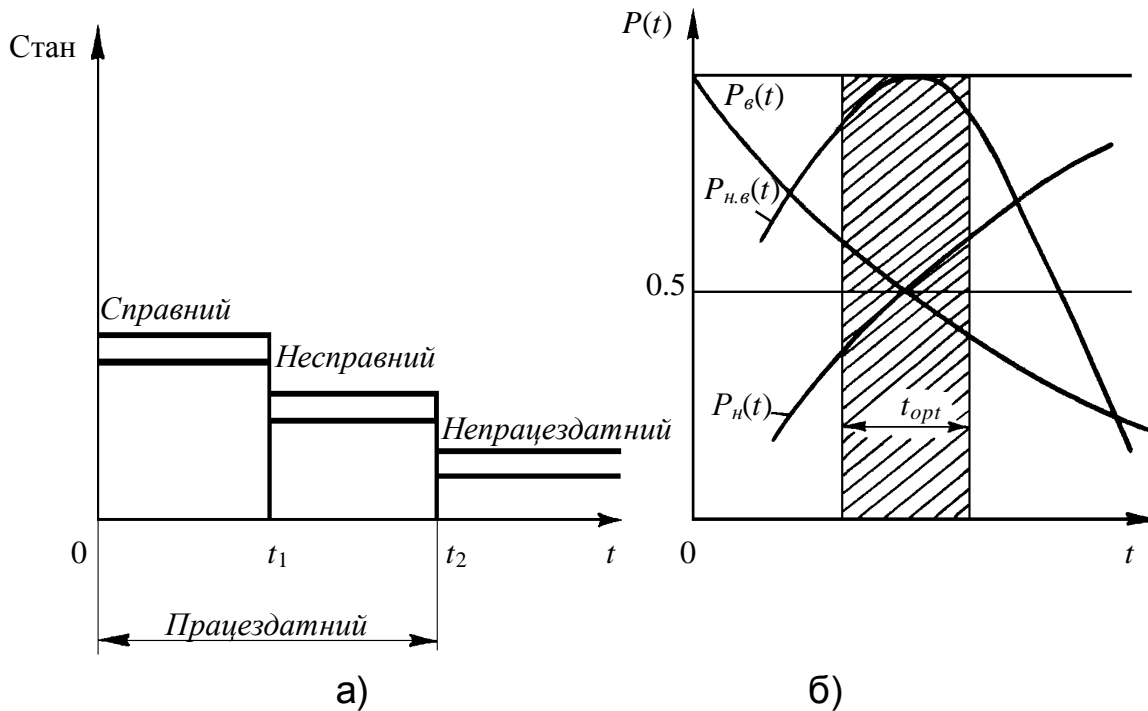 Стан
Справний
Несправний
Непрацездатний
0
t₁
t₂
t
Працездатний
а)
P(t)
Pв(t)
Pн.в(t)
0.5
Pн(t)
topt
0
t
б)